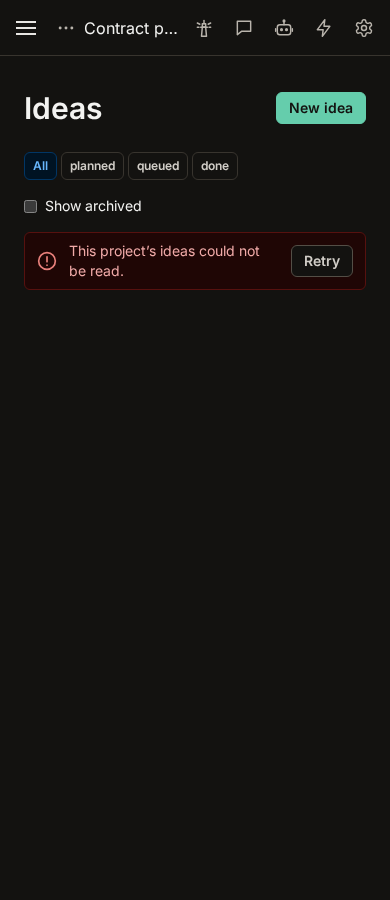 Contract p...
Ideas
New idea
All
planned
queued
done
Show archived
This project’s ideas could not
be read.
Retry